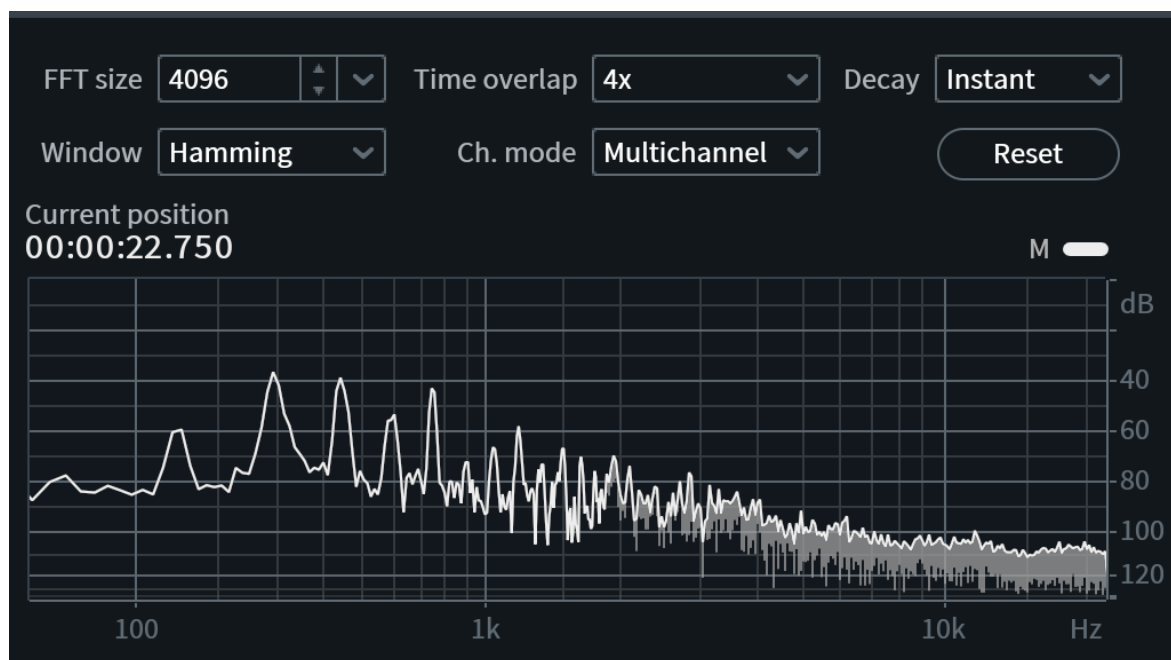 FFT size 4096 Time overlap 4x Decay Instant
Window Hamming Ch. mode Multichannel Reset
Current position
00:00:22.750 M
dB
40
60
80
100
120
100 1k 10k Hz